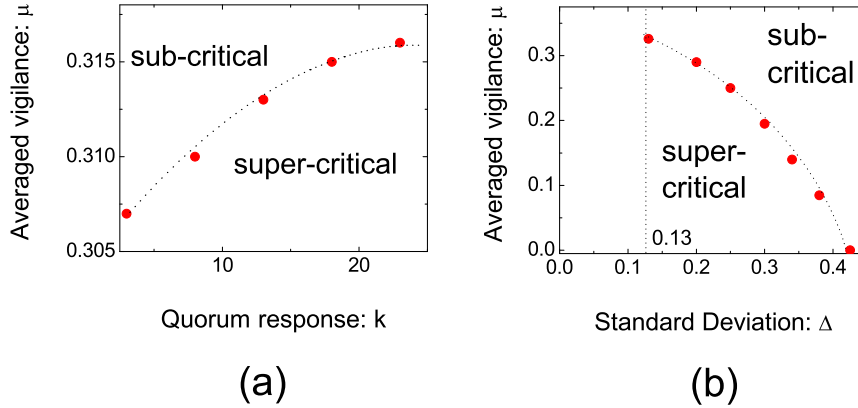 Averaged vigilance: μ
0.315
0.310
0.305
sub-critical
super-critical
10
20
Quorum response: k
(a)
Averaged vigilance: μ
0.3
0.2
0.1
0.0
sub-
critical
super-
critical
0.13
0.0
0.1
0.2
0.3
0.4
Standard Deviation: Δ
(b)